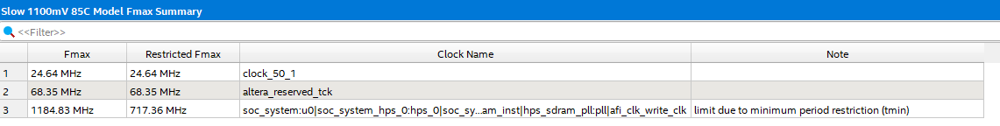 Slow 1100mV 85C Model Fmax Summary
<<Filter>>
Fmax Restricted Fmax Clock Name Note
1 24.64 MHz 24.64 MHz clock_50_1
2 68.35 MHz 68.35 MHz altera_reserved_tck
3 1184.83 MHz 717.36 MHz soc_system:u0|soc_system_hps_0:hps_0|soc_sy...am_inst|hps_sdram_pll:pll|afi_clk_write_clk limit due to minimum period restriction (tmin)